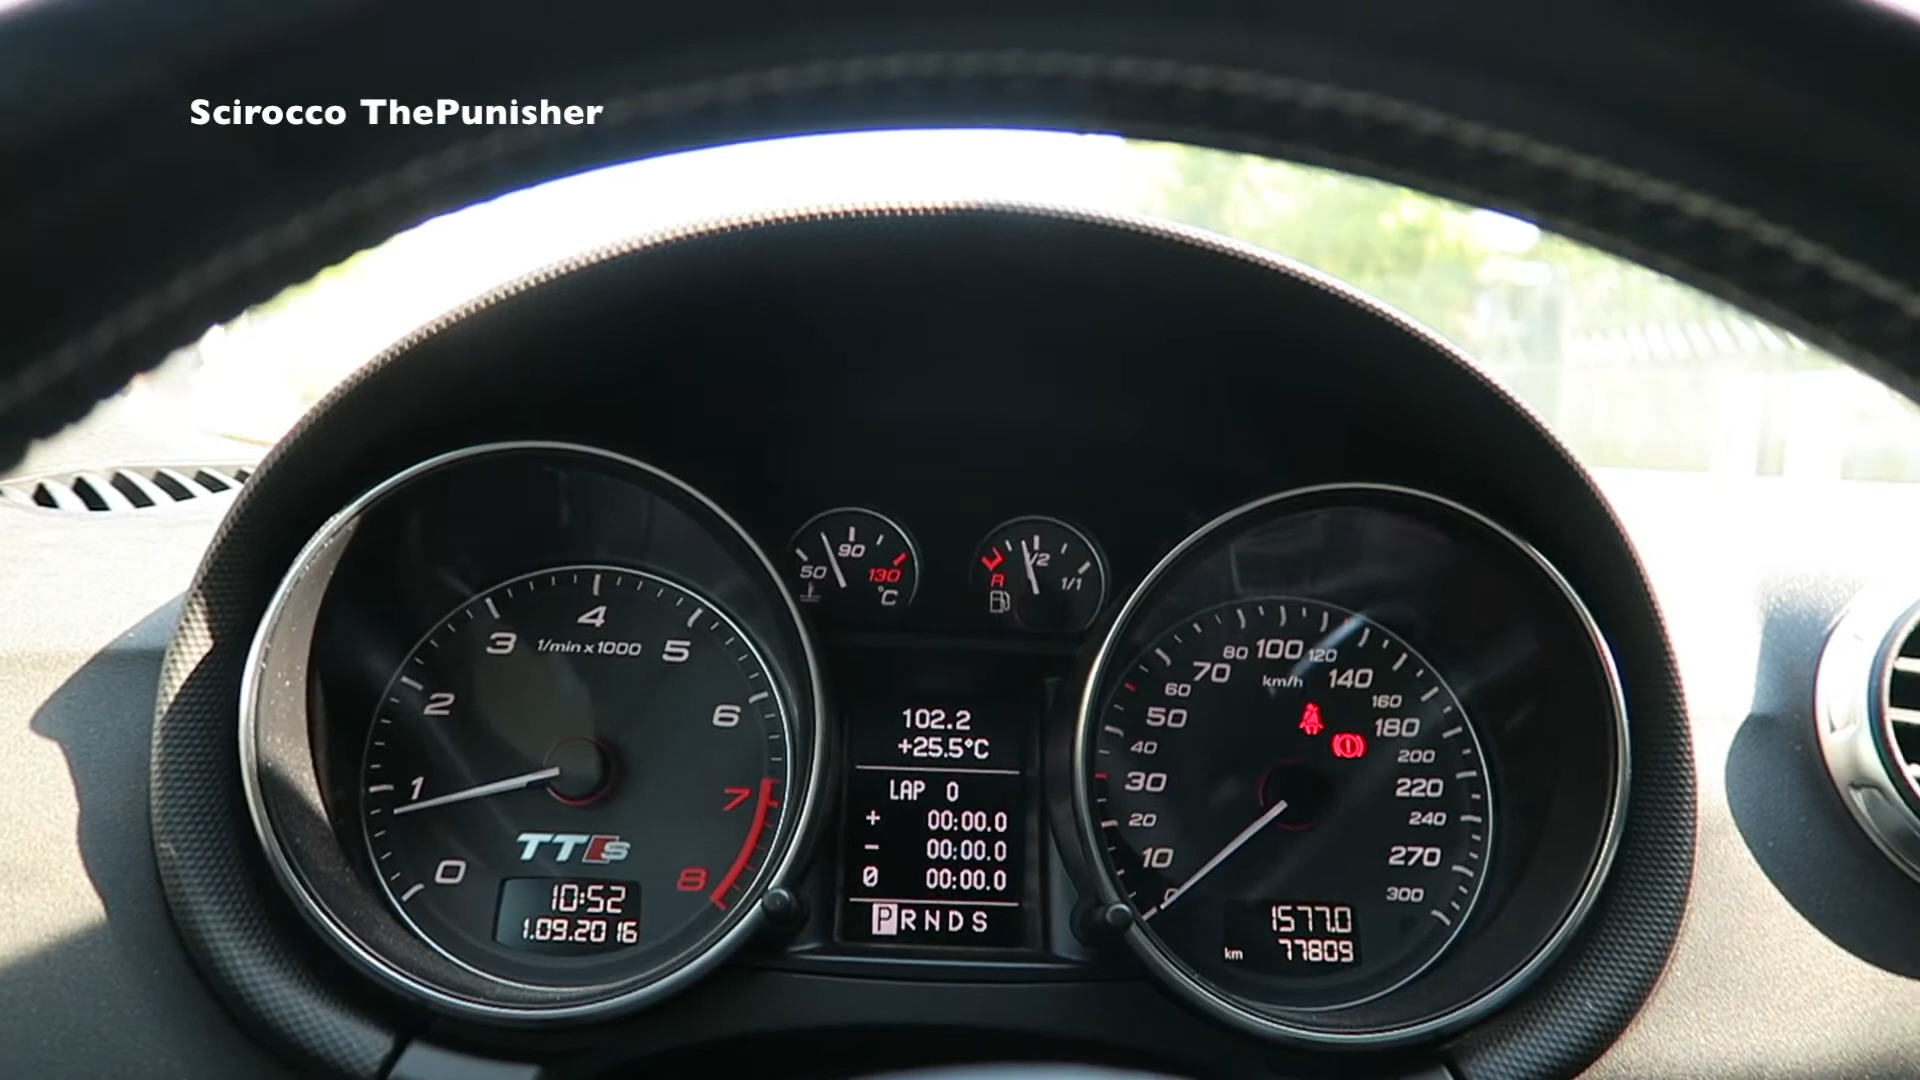 Scirocco ThePunisher
50 90 130
°C
R 1/2 1/1
0 1 2 3 4 5 6 7 8
1/min x 1000
TTS
10:52
1.09.2016
102.2
+25.5°C
LAP 0
+ 00:00.0
- 00:00.0
Ø 00:00.0
PRNDS
0 10 20 30 40 50 60 70 80 100 120 140 160 180 200 220 240 270 300
km/h
1577.0
km 77809